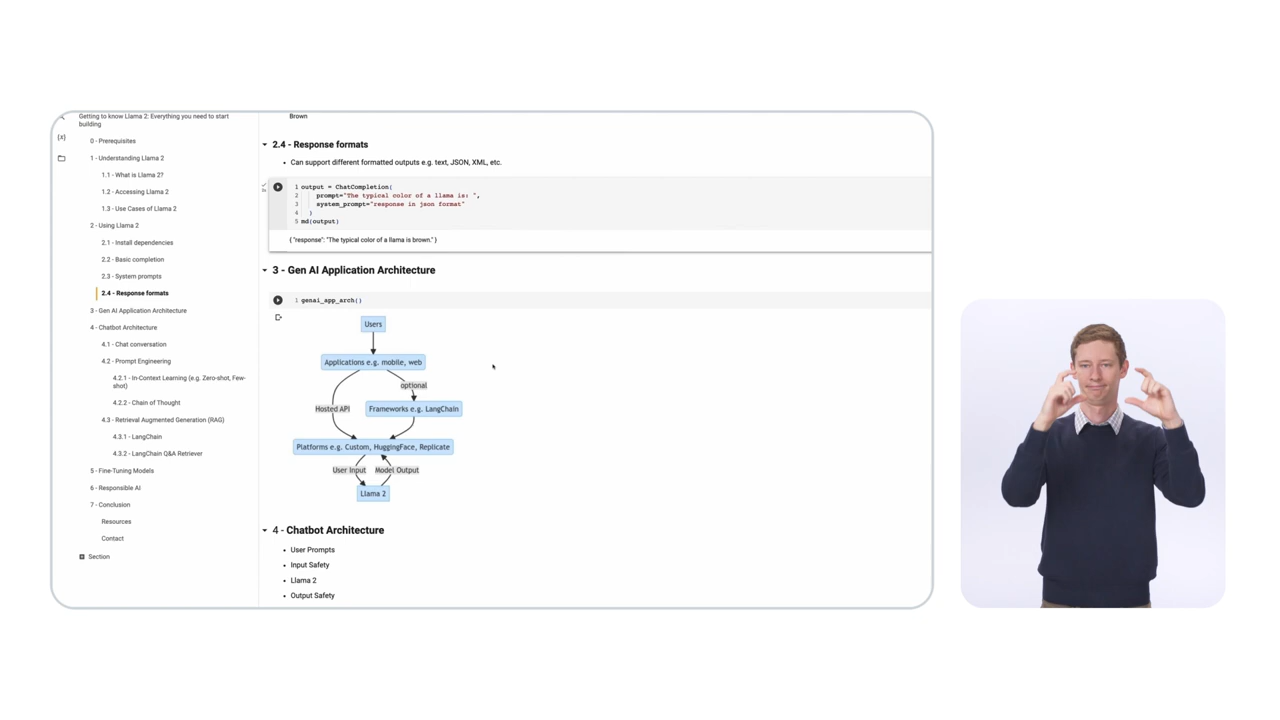 Getting to know Llama 2: Everything you need to start
building
0 - Prerequisites
1 - Understanding Llama 2
1.1 - What is Llama 2?
1.2 - Accessing Llama 2
1.3 - Use Cases of Llama 2
2 - Using Llama 2
2.1 - Install dependencies
2.2 - Basic completion
2.3 - System prompts
2.4 - Response formats
3 - Gen AI Application Architecture
4 - Chatbot Architecture
4.1 - Chat conversation
4.2 - Prompt Engineering
4.2.1 - In-Context Learning (e.g. Zero-shot, Few-
shot)
4.2.2 - Chain of Thought
4.3 - Retrieval Augmented Generation (RAG)
4.3.1 - LangChain
4.3.2 - LangChain Q&A Retriever
5 - Fine-Tuning Models
6 - Responsible AI
7 - Conclusion
Resources
Contact
Section
{x}
Brown
2.4 - Response formats
Can support different formatted outputs e.g. text, JSON, XML, etc.
1 output = ChatCompletion(
2 prompt="The typical color of a llama is: ",
3 system_prompt="response in json format"
4 )
5 md(output)
{ "response": "The typical color of a llama is brown." }
3 - Gen AI Application Architecture
1 genai_app_arch()
Users
Applications e.g. mobile, web
optional
Hosted API
Frameworks e.g. LangChain
Platforms e.g. Custom, HuggingFace, Replicate
User Input
Model Output
Llama 2
4 - Chatbot Architecture
User Prompts
Input Safety
Llama 2
Output Safety